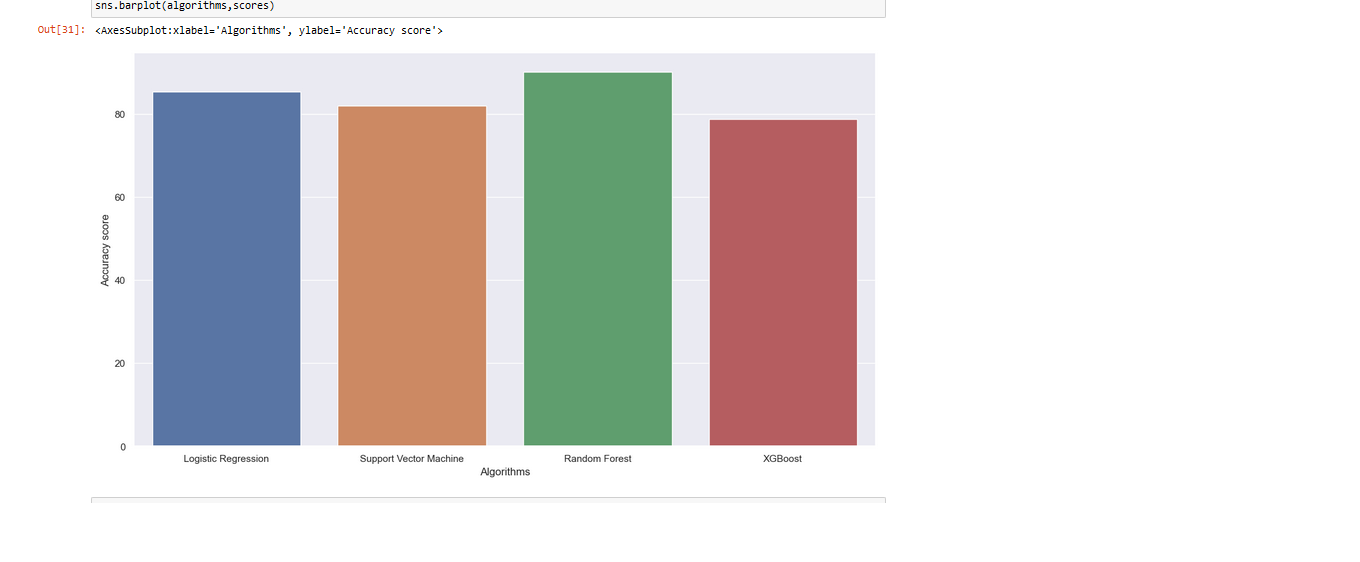 sns.barplot(algorithms,scores)
Out[31]: <AxesSubplot:xlabel='Algorithms', ylabel='Accuracy score'>
80
60
40
20
0
Accuracy score
Logistic Regression Support Vector Machine Random Forest XGBoost
Algorithms